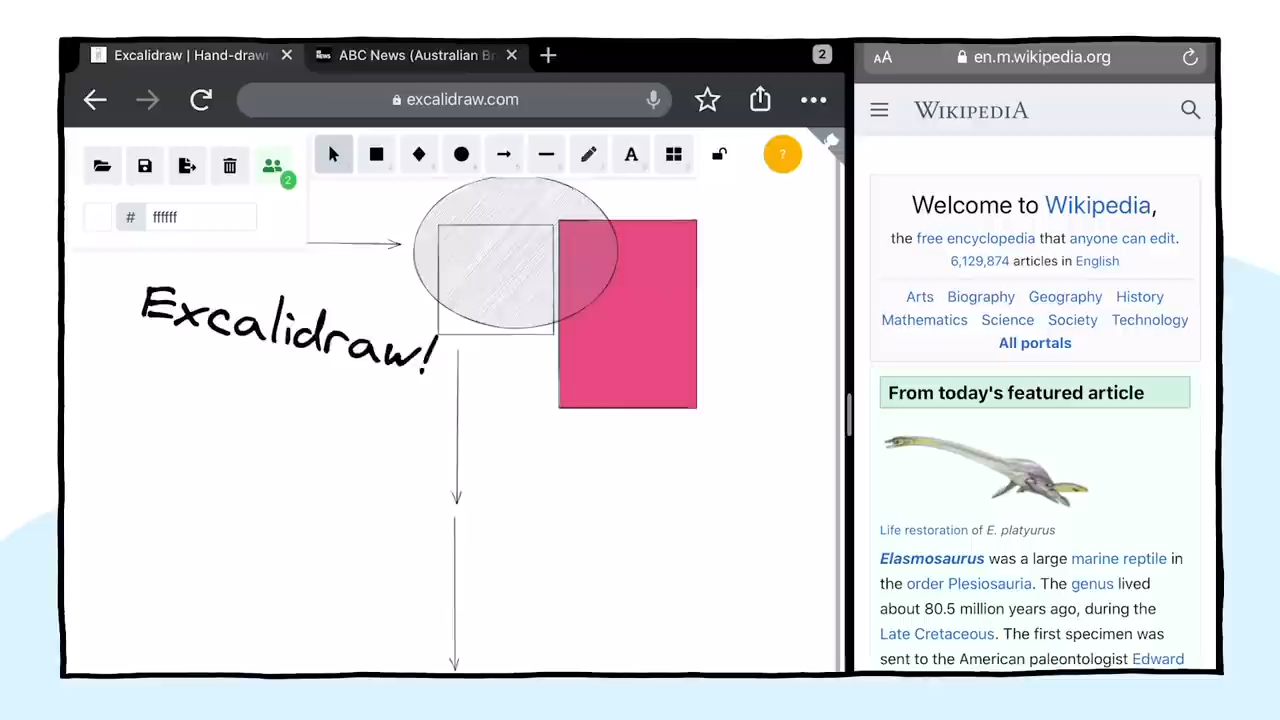 Excalidraw | Hand-draw
ABC News (Australian Br
2
excalidraw.com
?
2
# ffffff
A
Excalidraw!
AA
en.m.wikipedia.org
WIKIPEDIA
Welcome to Wikipedia,
the free encyclopedia that anyone can edit.
6,129,874 articles in English
Arts Biography Geography History
Mathematics Science Society Technology
All portals
From today's featured article
Life restoration of E. platyurus
Elasmosaurus was a large marine reptile in
the order Plesiosauria. The genus lived
about 80.5 million years ago, during the
Late Cretaceous. The first specimen was
sent to the American paleontologist Edward